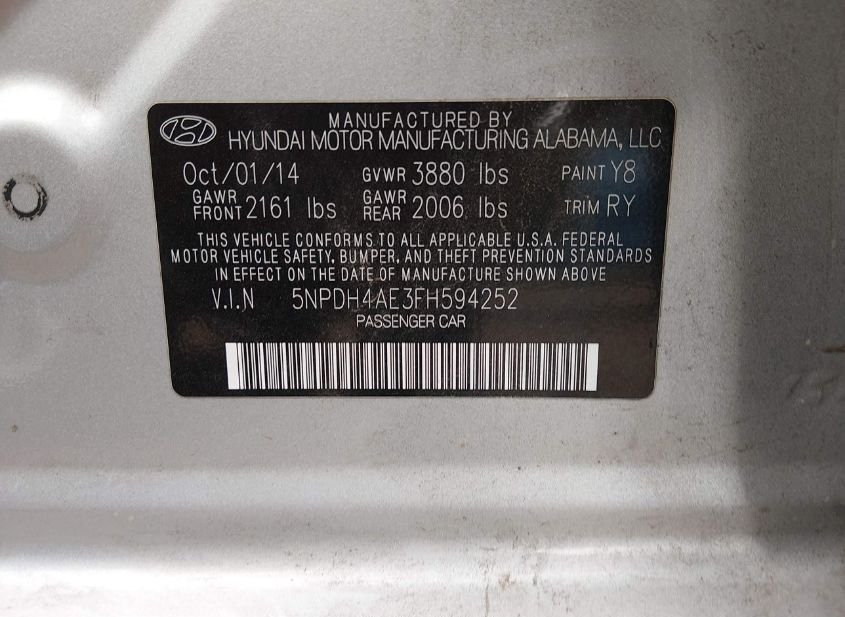 MANUFACTURED BY
HYUNDAI MOTOR MANUFACTURING ALABAMA, LLC
Oct/01/14 GVWR 3880 lbs PAINT Y8
GAWR FRONT 2161 lbs GAWR REAR 2006 lbs TRIM RY
THIS VEHICLE CONFORMS TO ALL APPLICABLE U.S.A. FEDERAL
MOTOR VEHICLE SAFETY, BUMPER, AND THEFT PREVENTION STANDARDS
IN EFFECT ON THE DATE OF MANUFACTURE SHOWN ABOVE
V.I.N 5NPDH4AE3FH594252
PASSENGER CAR